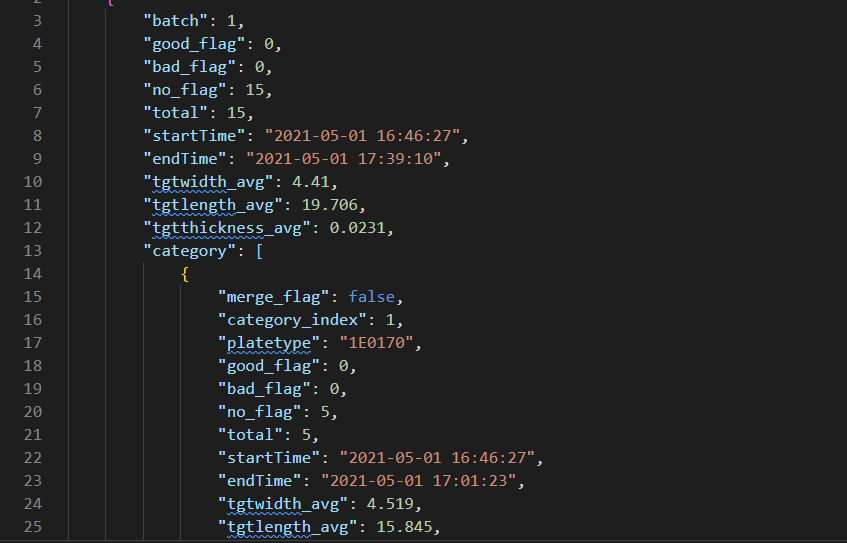 2 {
3 "batch": 1,
4 "good_flag": 0,
5 "bad_flag": 0,
6 "no_flag": 15,
7 "total": 15,
8 "startTime": "2021-05-01 16:46:27",
9 "endTime": "2021-05-01 17:39:10",
10 "tgtwidth_avg": 4.41,
11 "tgtlength_avg": 19.706,
12 "tgtthickness_avg": 0.0231,
13 "category": [
14 {
15 "merge_flag": false,
16 "category_index": 1,
17 "platetype": "1E0170",
18 "good_flag": 0,
19 "bad_flag": 0,
20 "no_flag": 5,
21 "total": 5,
22 "startTime": "2021-05-01 16:46:27",
23 "endTime": "2021-05-01 17:01:23",
24 "tgtwidth_avg": 4.519,
25 "tgtlength_avg": 15.845,